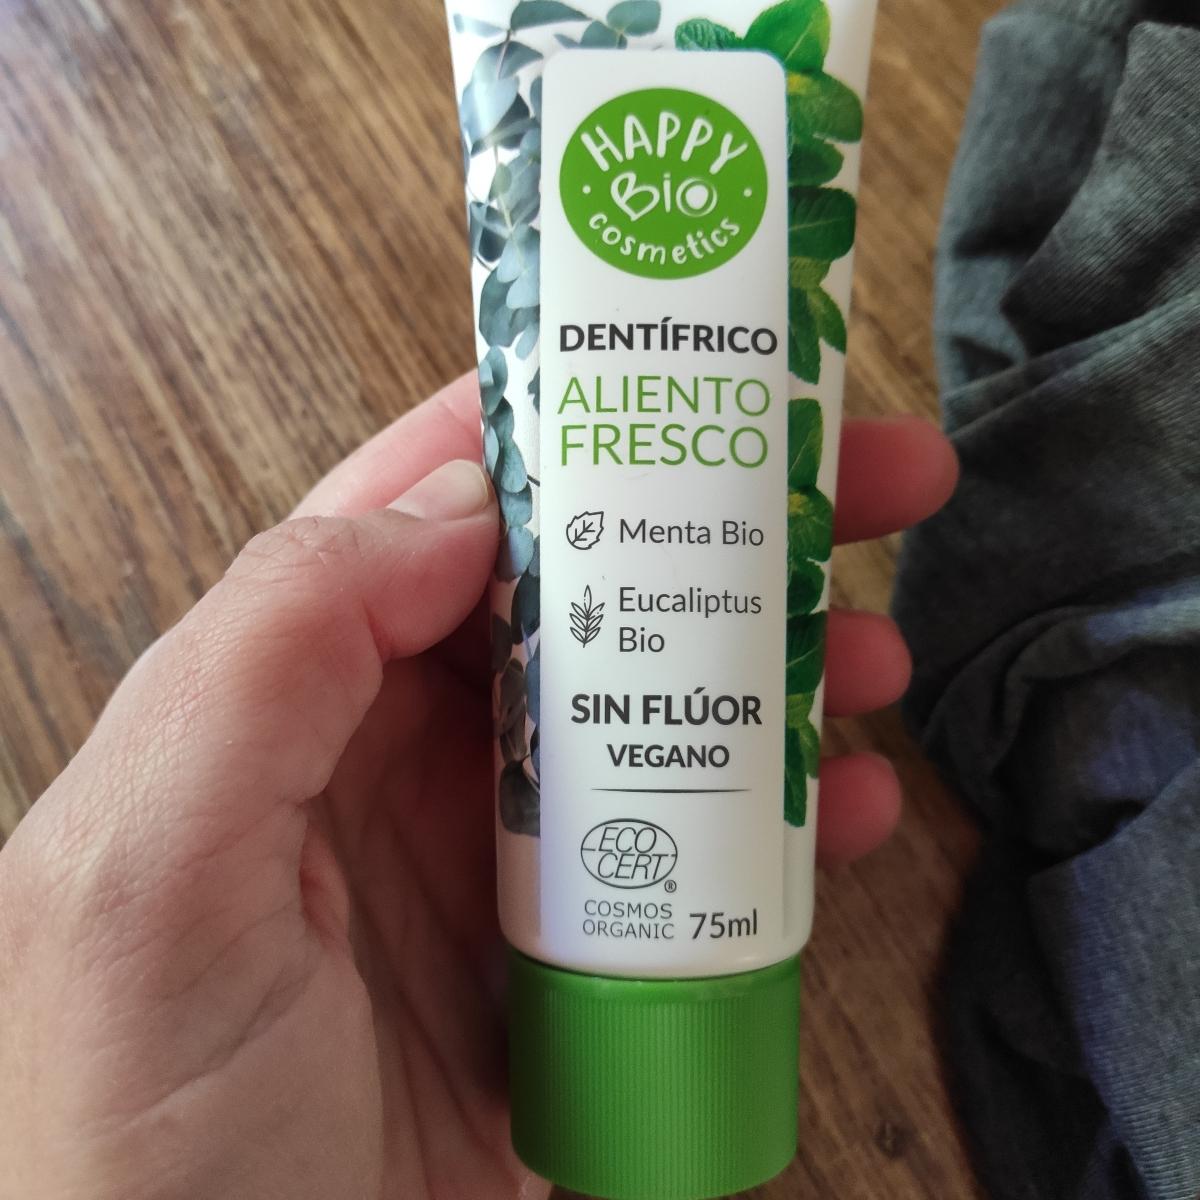 HAPPY
BiO
cosmetics
DENTÍFRICO
ALIENTO
FRESCO
Menta Bio
Eucaliptus
Bio
SIN FLÚOR
VEGANO
ECO
CERT
®
COSMOS
ORGANIC 75ml